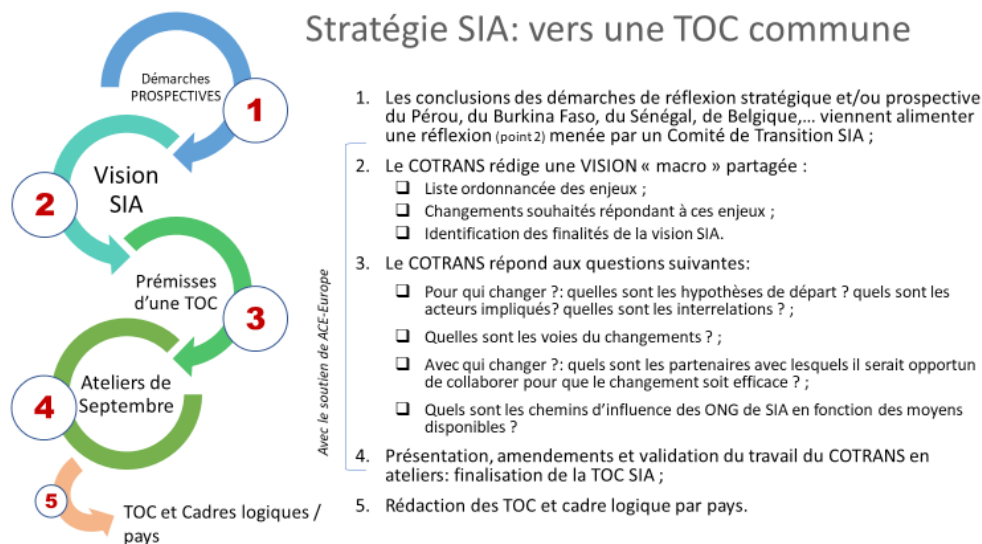 Stratégie SIA: vers une TOC commune
Démarches
PROSPECTIVES
1
Vision
SIA
2
Prémisses
d'une TOC
3
Ateliers de
Septembre
4
5
TOC et Cadres logiques /
pays
Avec le soutien de ACE-Europe
1. Les conclusions des démarches de réflexion stratégique et/ou prospective
du Pérou, du Burkina Faso, du Sénégal, de Belgique,... viennent alimenter
une réflexion (point 2) menée par un Comité de Transition SIA ;
2. Le COTRANS rédige une VISION « macro » partagée :
❑ Liste ordonnancée des enjeux ;
❑ Changements souhaités répondant à ces enjeux ;
❑ Identification des finalités de la vision SIA.
3. Le COTRANS répond aux questions suivantes:
❑ Pour qui changer ?: quelles sont les hypothèses de départ ? quels sont les
acteurs impliqués? quelles sont les interrelations ? ;
❑ Quelles sont les voies du changements ? ;
❑ Avec qui changer ?: quels sont les partenaires avec lesquels il serait opportun
de collaborer pour que le changement soit efficace ? ;
❑ Quels sont les chemins d'influence des ONG de SIA en fonction des moyens
disponibles ?
4. Présentation, amendements et validation du travail du COTRANS en
ateliers: finalisation de la TOC SIA ;
5. Rédaction des TOC et cadre logique par pays.